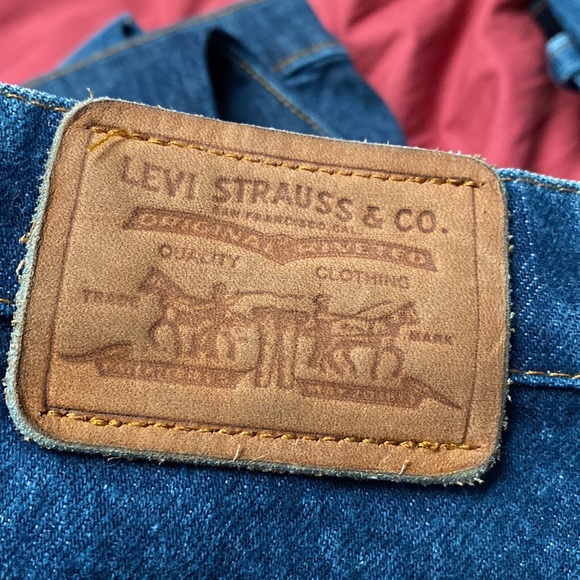 LEVI STRAUSS & CO.
SAN FRANCISCO CAL.
ORIGINAL RIVETED
QUALITY CLOTHING
TRADE MARK